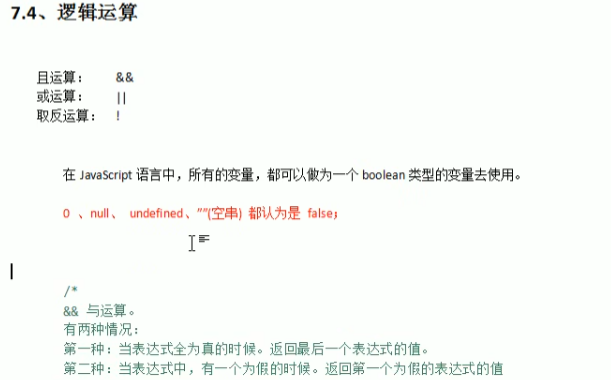 7.4、逻辑运算
且运算： &&
或运算： ||
取反运算： !
在 JavaScript 语言中，所有的变量，都可以做为一个 boolean 类型的变量去使用。
0 、null、 undefined、””(空串) 都认为是 false；
/*
&& 与运算。
有两种情况：
第一种：当表达式全为真的时候。返回最后一个表达式的值。
第二种：当表达式中，有一个为假的时候。返回第一个为假的表达式的值